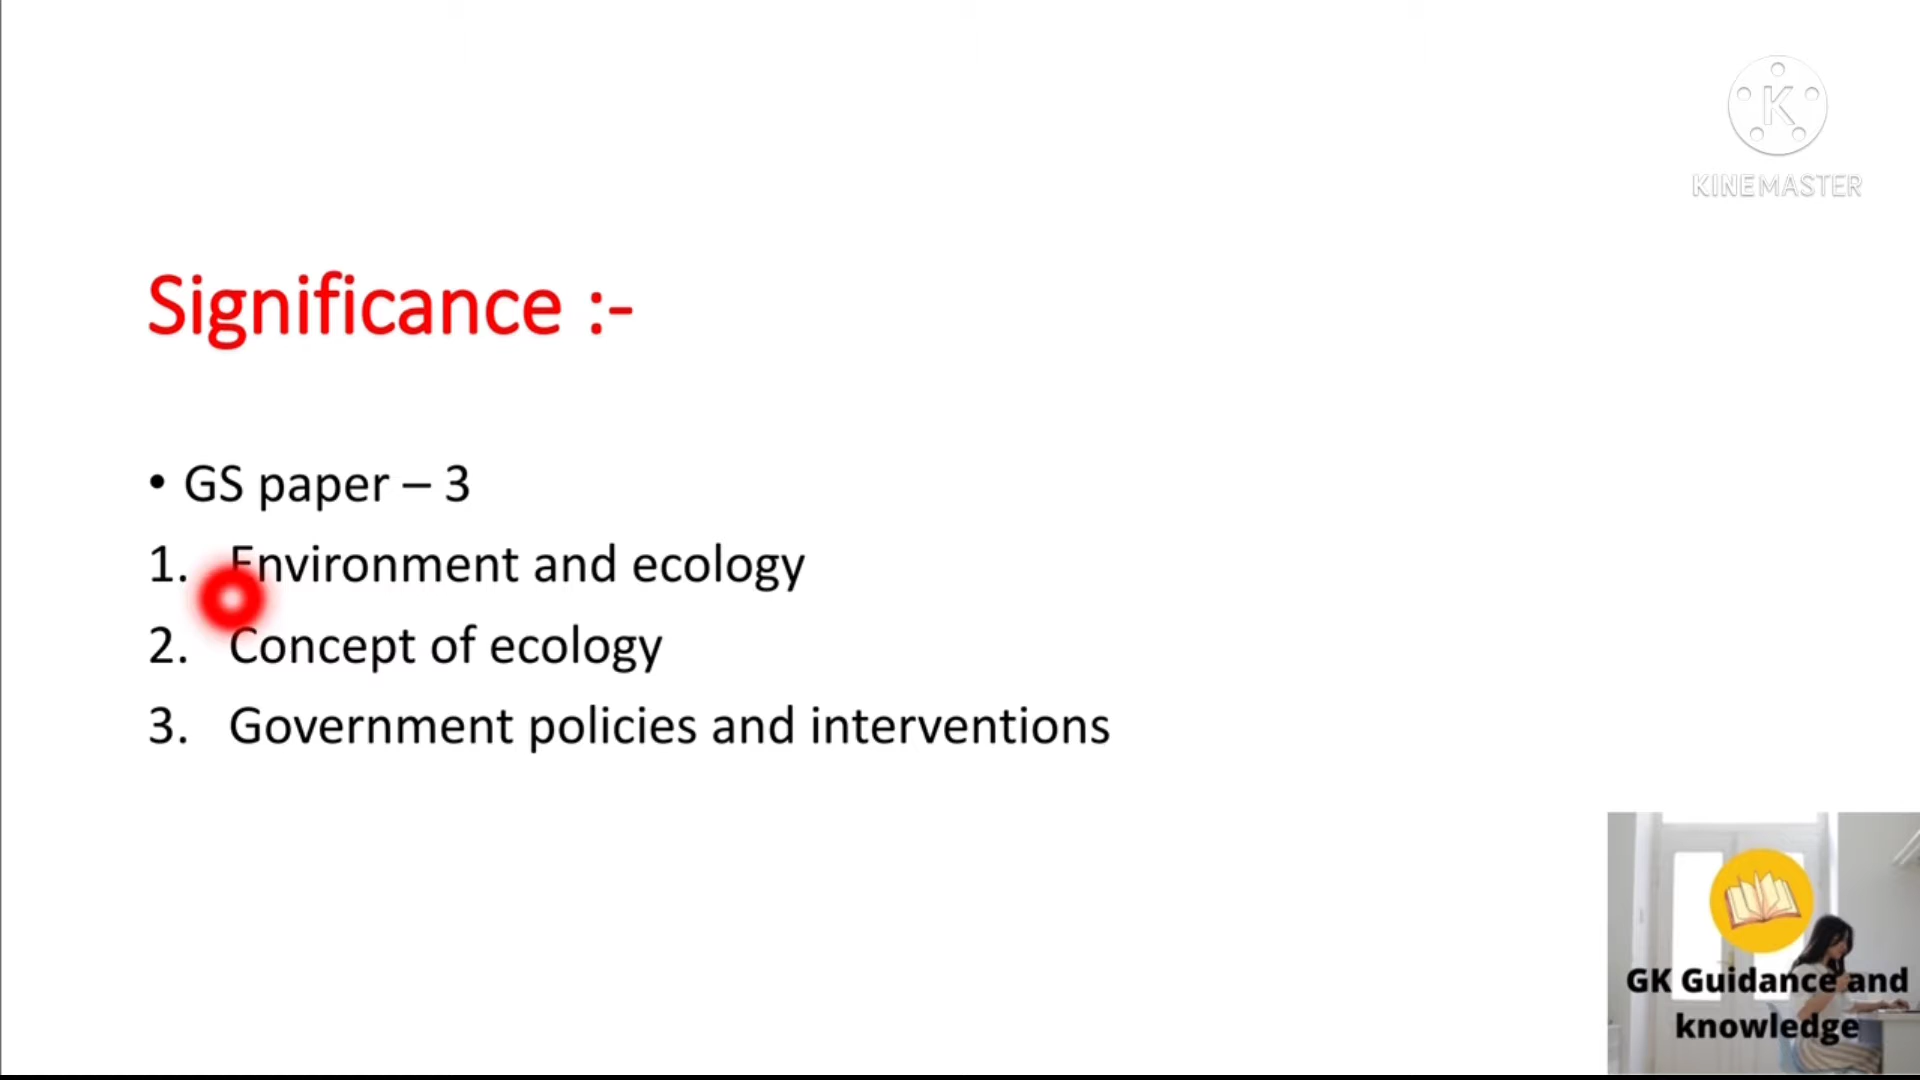 K
KINEMASTER
Significance :-
• GS paper – 3
1. Environment and ecology
2. Concept of ecology
3. Government policies and interventions
GK Guidance and
knowledge